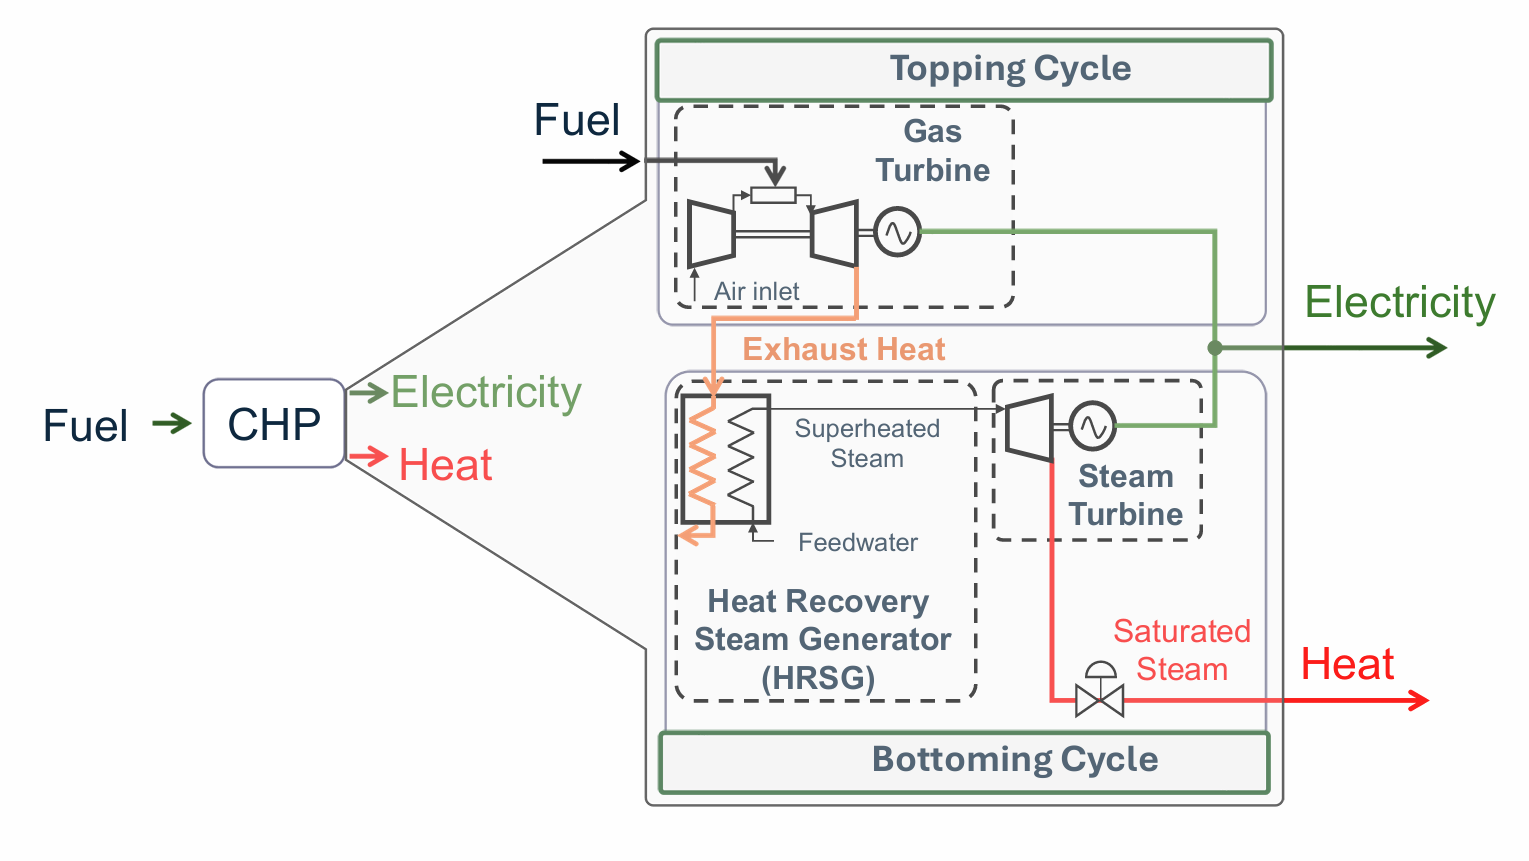 Topping Cycle
Fuel
Gas
Turbine
Air inlet
Electricity
Exhaust Heat
Fuel
CHP
Electricity
Heat
Superheated
Steam
Feedwater
Steam
Turbine
Heat Recovery
Steam Generator
(HRSG)
Saturated
Steam
Heat
Bottoming Cycle